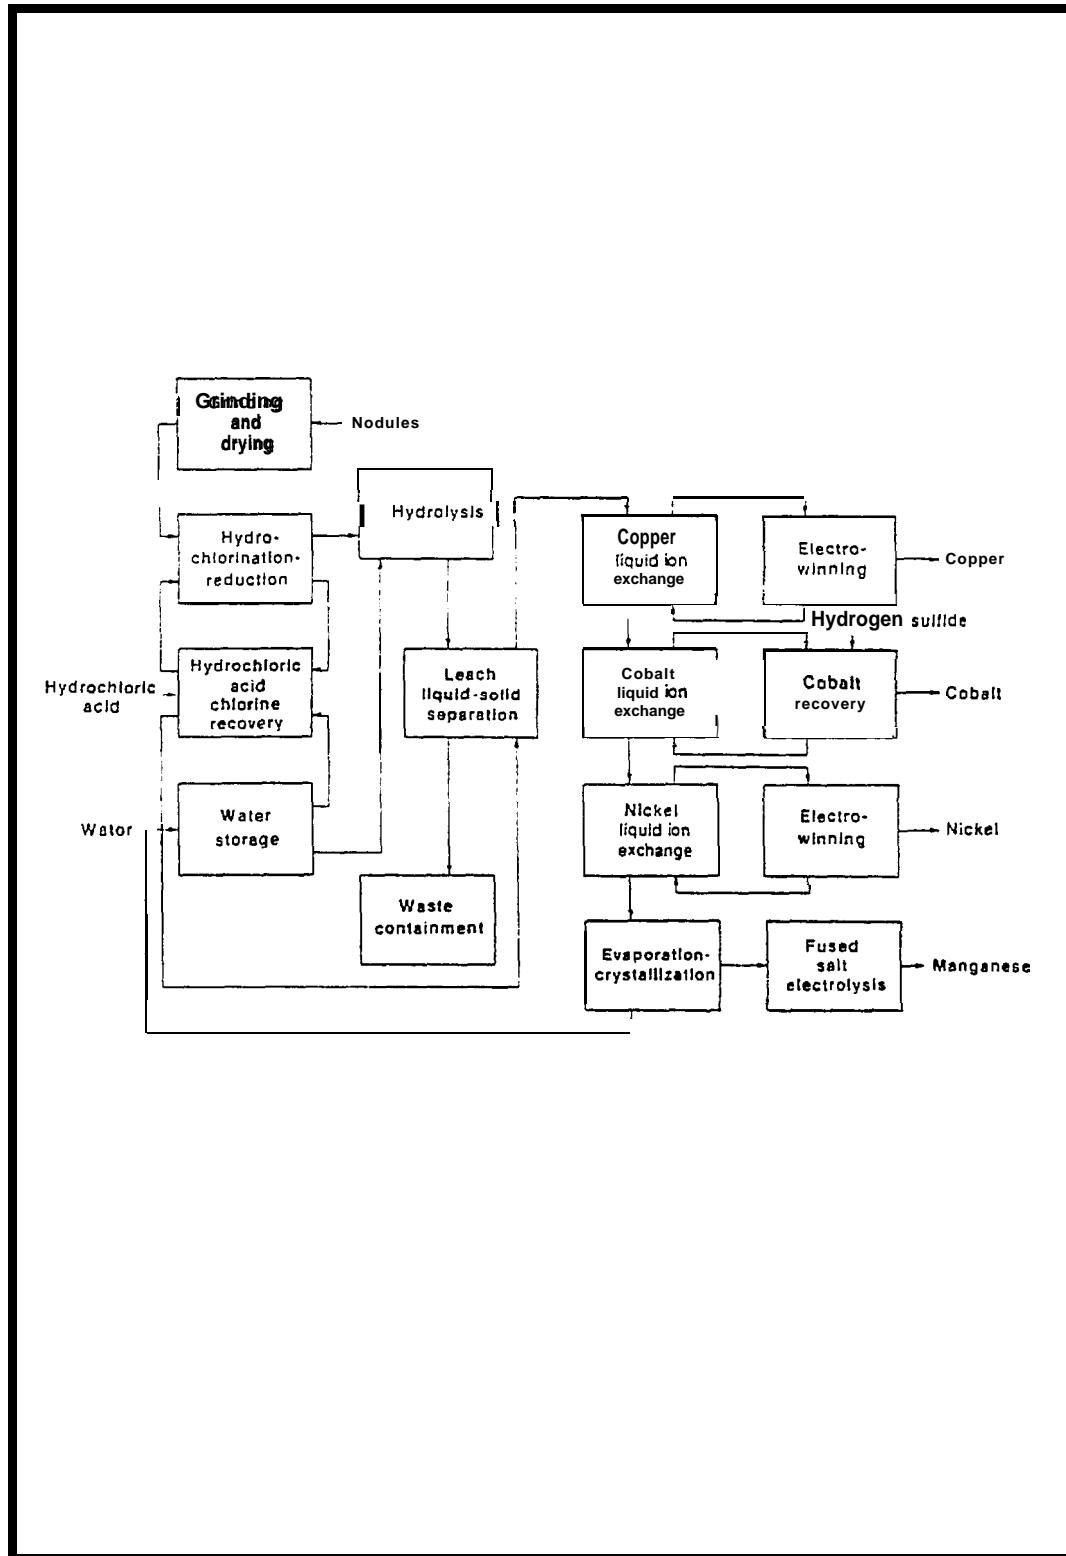 Grinding
and
drying
Nodules
Hydrolysis
Hydro-
chlorination-
reduction
Copper
liquid ion
exchange
Electro-
winning
Copper
Hydrogen sulfide
Hydrochloric
acid
Hydrochloric
acid
chlorine
recovery
Leach
liquid-solid
separation
Cobalt
liquid ion
exchange
Cobalt
recovery
Cobalt
Wator
Water
storage
Nickel
liquid ion
exchange
Electro-
winning
Nickel
Waste
containment
Evaporation-
crystallization
Fused
salt
electrolysis
Manganese